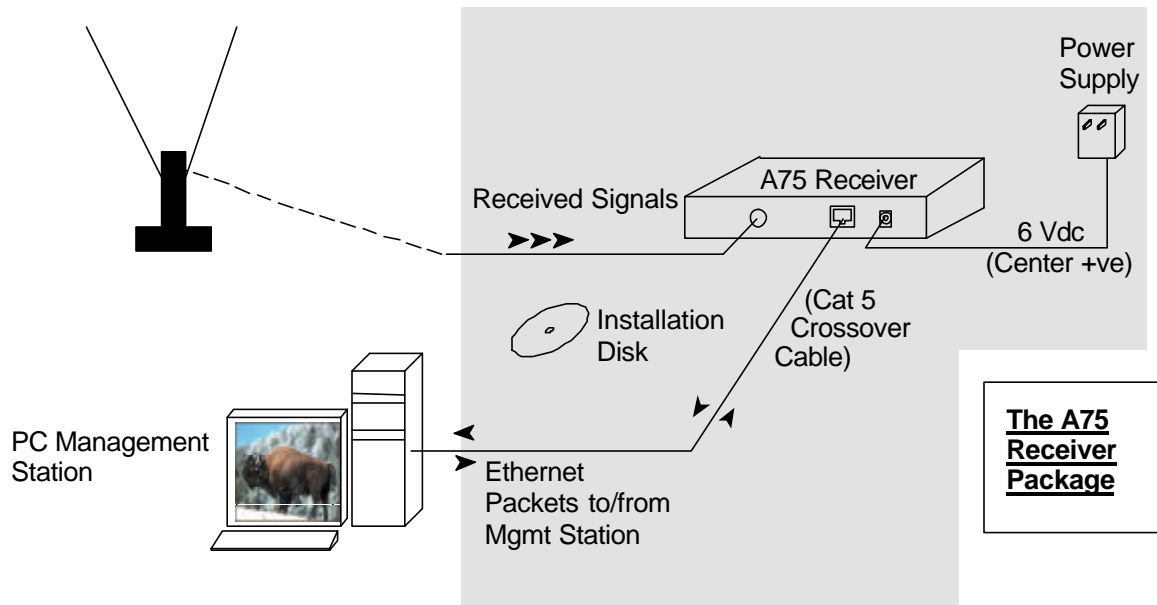 Power
Supply
A75 Receiver
Received Signals
6 Vdc
(Center +ve)
(Cat 5
Crossover
Cable)
Installation
Disk
PC Management
Station
Ethernet
Packets to/from
Mgmt Station
The A75
Receiver
Package